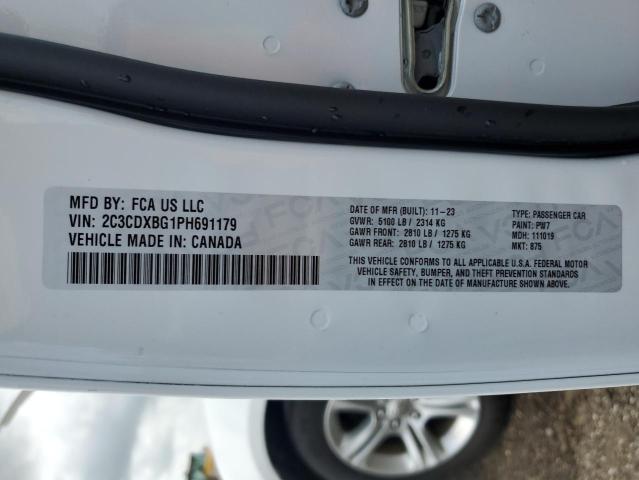 MFD BY: FCA US LLC
VIN: 2C3CDXBG1PH691179
VEHICLE MADE IN: CANADA
DATE OF MFR (BUILT): 11-23
GVWR: 5100 LB / 2314 KG
GAWR FRONT: 2810 LB / 1275 KG
GAWR REAR: 2810 LB / 1275 KG
TYPE: PASSENGER CAR
PAINT: PW7
MDH: 111019
MKT: B75
THIS VEHICLE CONFORMS TO ALL APPLICABLE U.S.A. FEDERAL MOTOR
VEHICLE SAFETY, BUMPER, AND THEFT PREVENTION STANDARDS
IN EFFECT ON THE DATE OF MANUFACTURE SHOWN ABOVE.